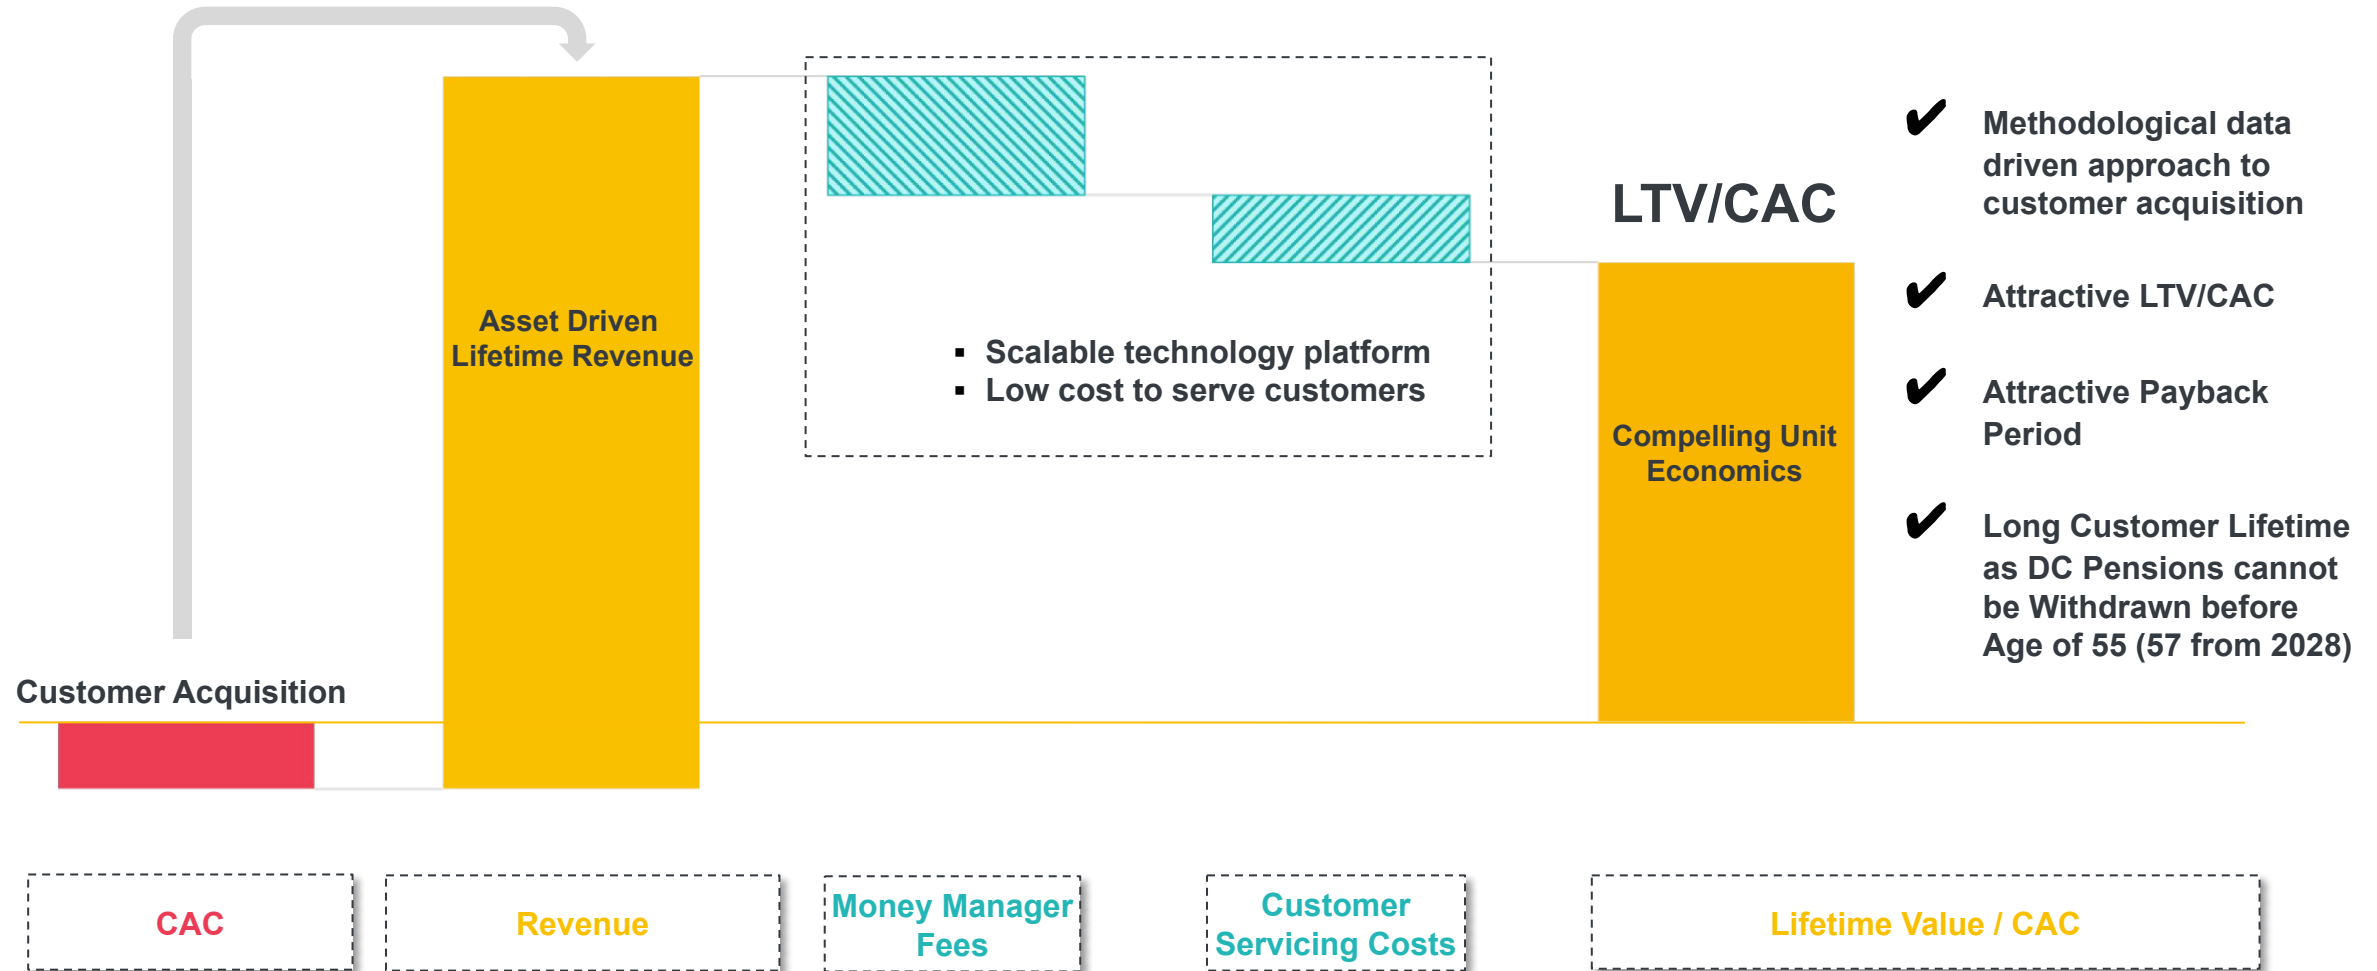 Customer Acquisition
Asset Driven
Lifetime Revenue
▪ Scalable technology platform
▪ Low cost to serve customers
LTV/CAC
Compelling Unit
Economics
✔ Methodological data
driven approach to
customer acquisition
✔ Attractive LTV/CAC
✔ Attractive Payback
Period
✔ Long Customer Lifetime
as DC Pensions cannot
be Withdrawn before
Age of 55 (57 from 2028)
CAC
Revenue
Money Manager
Fees
Customer
Servicing Costs
Lifetime Value / CAC